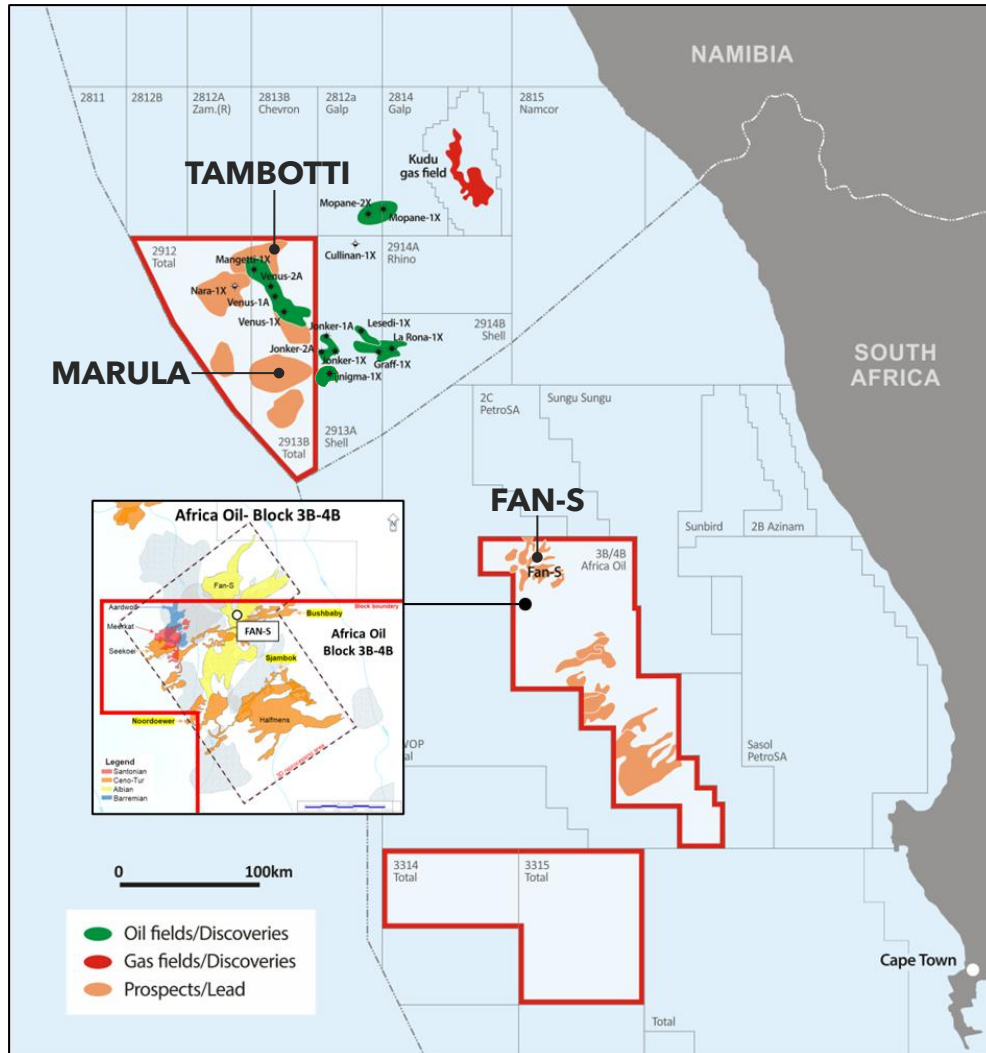 NAMIBIA
2811
2812B
2812A
Zam.(R)
2813B
Chevron
2812a
Galp
2814
Galp
2815
Namcor
Kudu
gas field
TAMBOTTI
Mopane-2X
Mopane-1X
2912
Total
Mangetti-1X
Cullinan-1X
2914A
Rhino
Venus-2A
Nara-1X
Venus-1A
Venus-1X
Jonker-1A
Lesedi-1X
2914B
Shell
La Rona-1X
Jonker-2A
Jonker-1X
Graff-1X
MARULA
Enigma-1X
SOUTH
AFRICA
2C
PetroSA
Sungu Sungu
2913B
Total
2913A
Shell
FAN-S
Sunbird
2B Azinam
Fan-S
3B/4B
Africa Oil
Africa Oil- Block 3B-4B
N
Fan-S
Aardwolf
Block boundary
Bushbaby
Meerkat
FAN-S
Africa Oil
Block 3B-4B
Seekoei
Sjambok
Noordoewer
Halfmens
Legend
Santonian
Ceno-Tur
Albian
Barremian
Sasol
PetroSA
0
100km
3314
Total
3315
Total
Oil fields/Discoveries
Gas fields/Discoveries
Prospects/Lead
Cape Town
Total